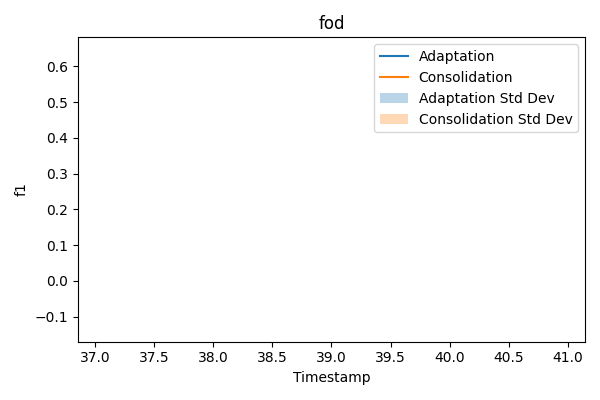 fod
Adaptation
Consolidation
Adaptation Std Dev
Consolidation Std Dev
f1
0.6
0.5
0.4
0.3
0.2
0.1
0.0
−0.1
37.0 37.5 38.0 38.5 39.0 39.5 40.0 40.5 41.0
Timestamp